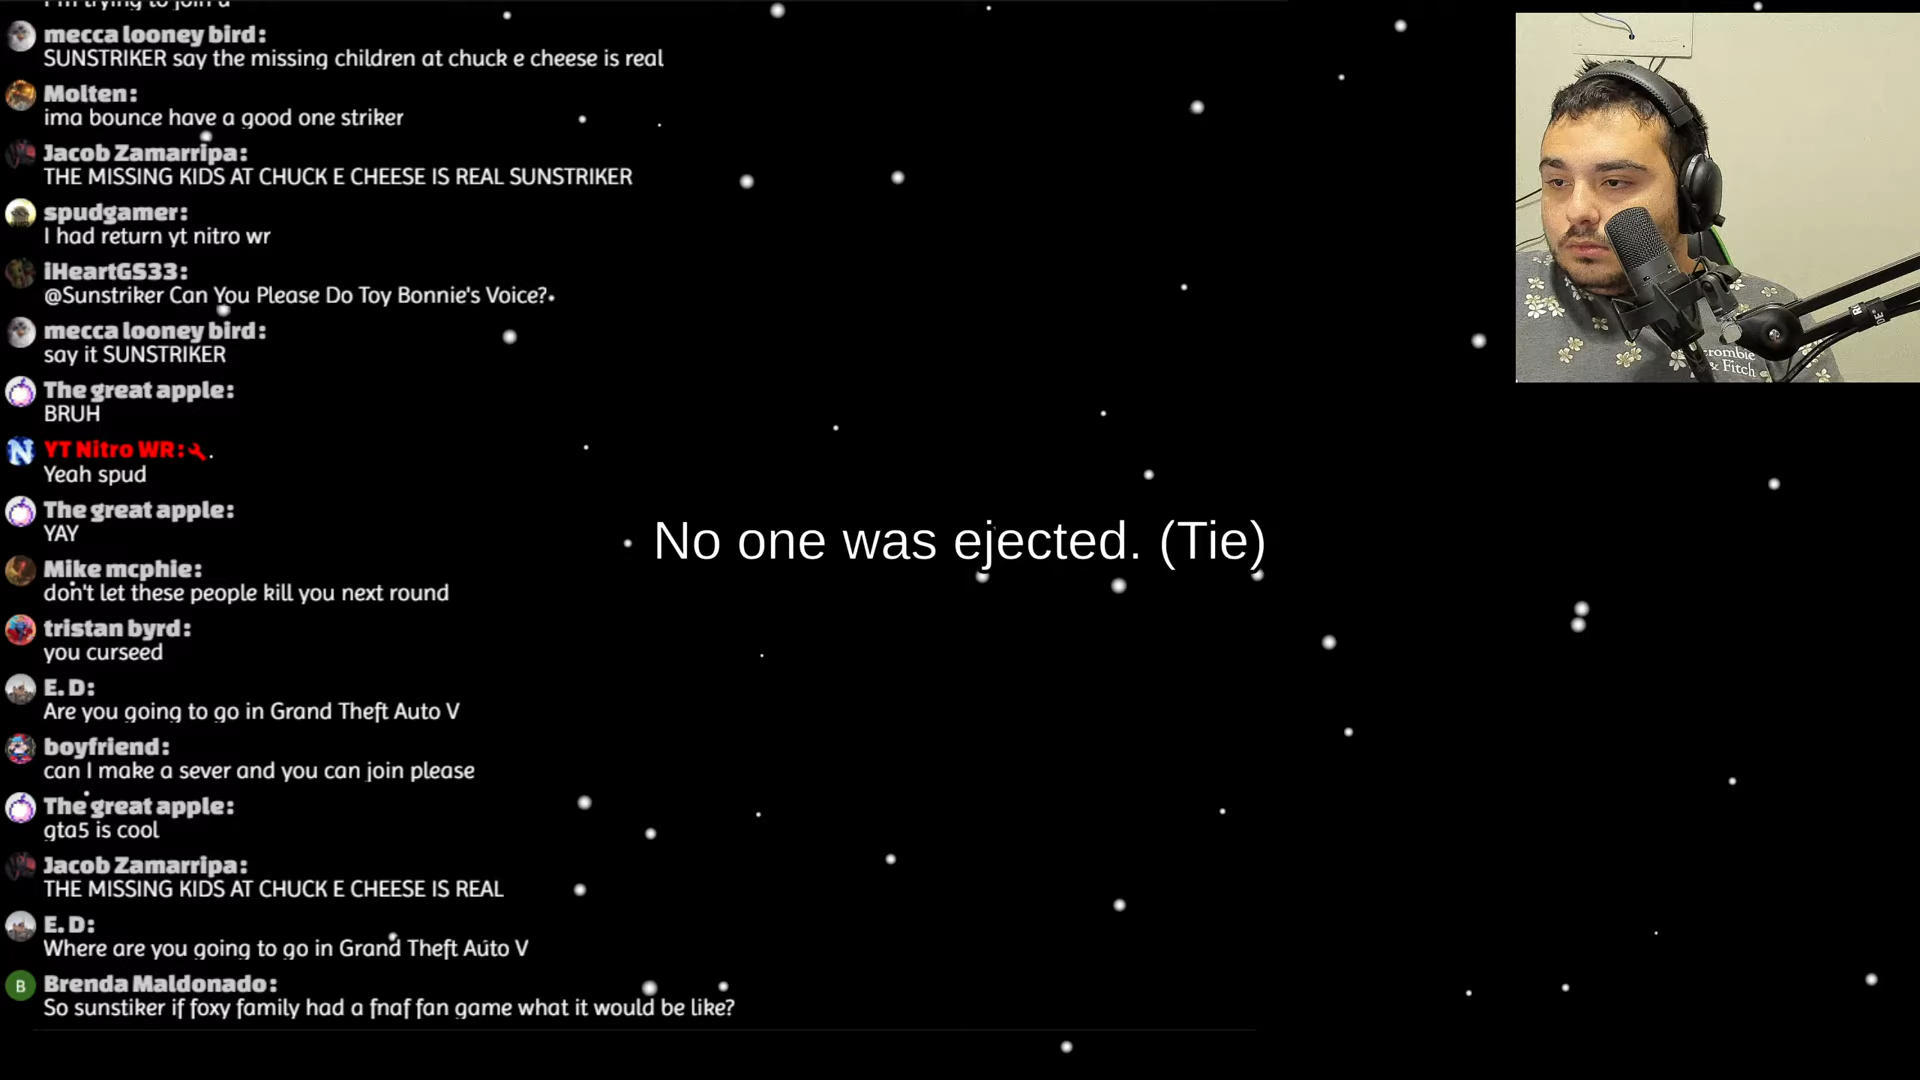 I'm trying to join a
mecca looney bird:
SUNSTRIKER say the missing children at chuck e cheese is real
Molten:
ima bounce have a good one striker
Jacob Zamarripa:
THE MISSING KIDS AT CHUCK E CHEESE IS REAL SUNSTRIKER
spudgamer:
I had return yt nitro wr
iHeartGS33:
@Sunstriker Can You Please Do Toy Bonnie's Voice?
mecca looney bird:
say it SUNSTRIKER
The great apple:
BRUH
YT Nitro WR:
Yeah spud
The great apple:
YAY
Mike mcphie:
don't let these people kill you next round
tristan byrd:
you curseed
E. D:
Are you going to go in Grand Theft Auto V
boyfriend:
can I make a sever and you can join please
The great apple:
gta5 is cool
Jacob Zamarripa:
THE MISSING KIDS AT CHUCK E CHEESE IS REAL
E. D:
Where are you going to go in Grand Theft Auto V
B
Brenda Maldonado:
So sunstiker if foxy family had a fnaf fan game what it would be like?
No one was ejected. (Tie)
& Fitch